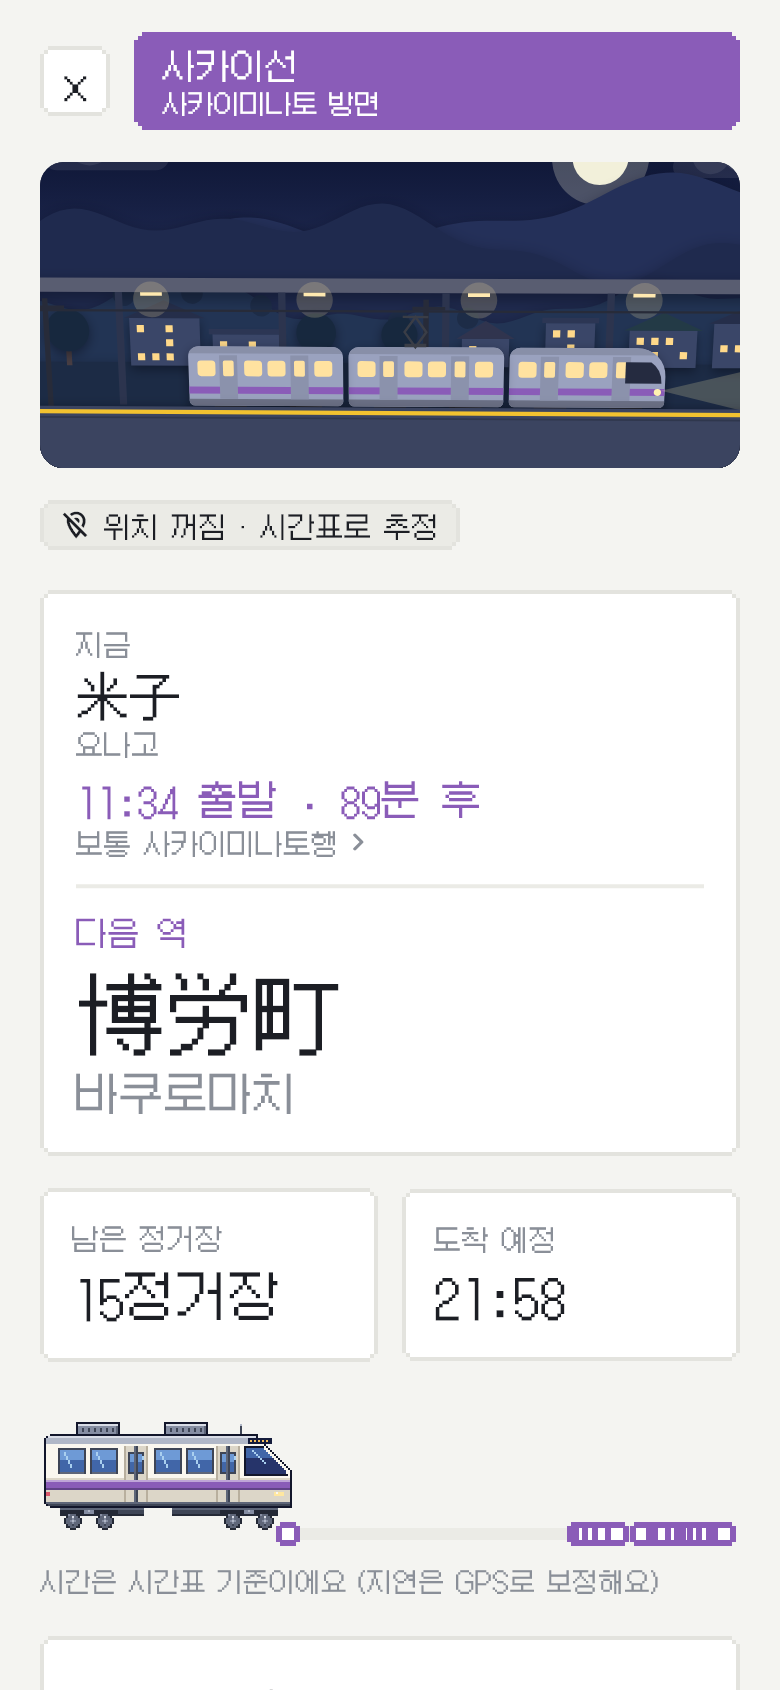 사카이선
사카이미나토 방면
위치 꺼짐 · 시간표로 추정
지금
米子
요나고
11:34 출발 · 89분 후
보통 사카이미나토행 >
다음 역
博労町
바쿠로마치
남은 정거장
15정거장
도착 예정
21:58
시간은 시간표 기준이에요 (지연은 GPS로 보정해요)